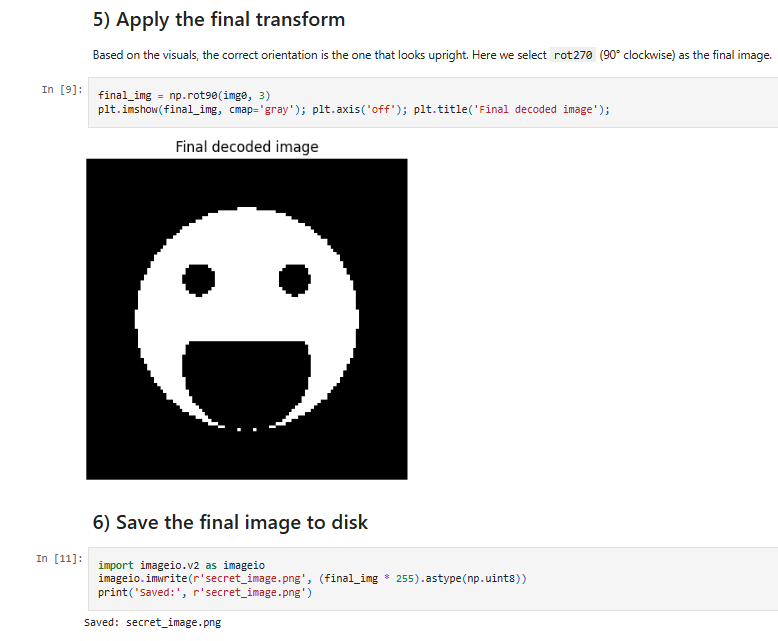 5) Apply the final transform
Based on the visuals, the correct orientation is the one that looks upright. Here we select rot270 (90° clockwise) as the final image.
In [9]:
final_img = np.rot90(img0, 3)
plt.imshow(final_img, cmap='gray'); plt.axis('off'); plt.title('Final decoded image');
Final decoded image
6) Save the final image to disk
In [11]:
import imageio.v2 as imageio
imageio.imwrite(r'secret_image.png', (final_img * 255).astype(np.uint8))
print('Saved:', r'secret_image.png')
Saved: secret_image.png